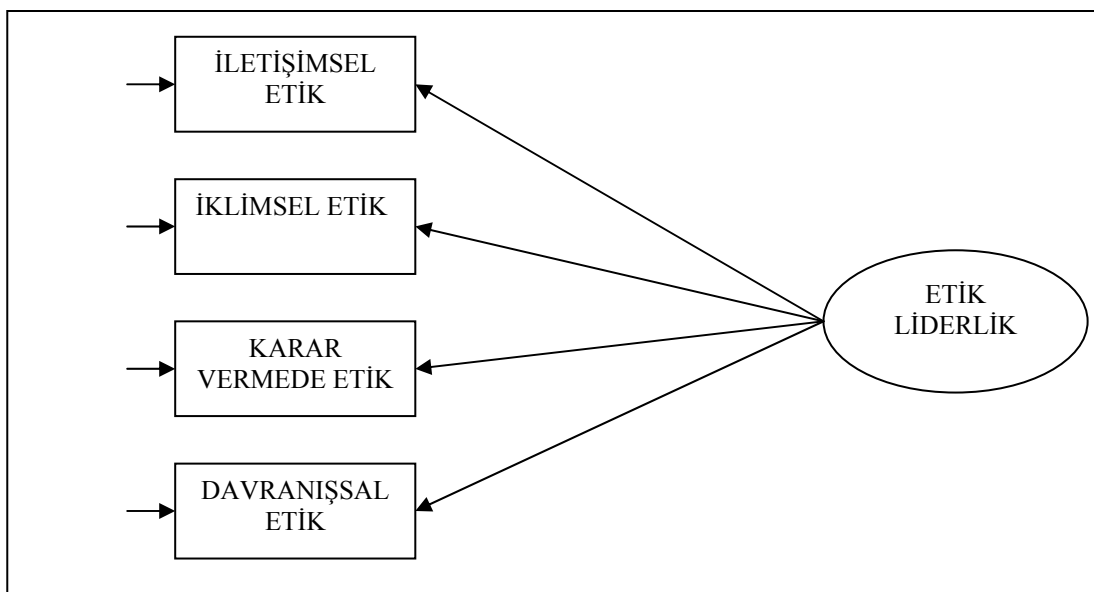 İLETİŞİMSEL
ETİK
İKLİMSEL ETİK
KARAR
VERMEDE ETİK
DAVRANIŞSAL
ETİK
ETİK
LİDERLİK